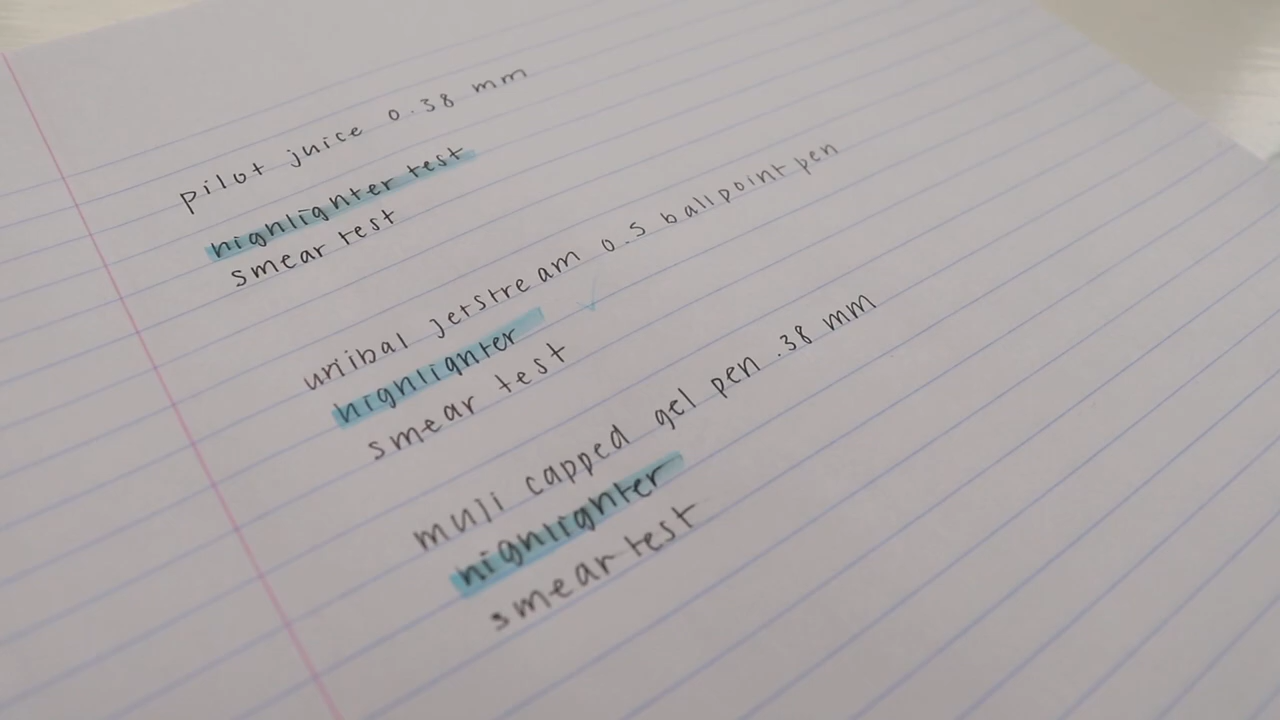 pilot juice 0.38 mm
highlighter test
smear test
uniibal jetstream 0.5 ballpoint pen
highlighter ✓
smear test
muji capped gel pen .38 mm
highlighter
smear test